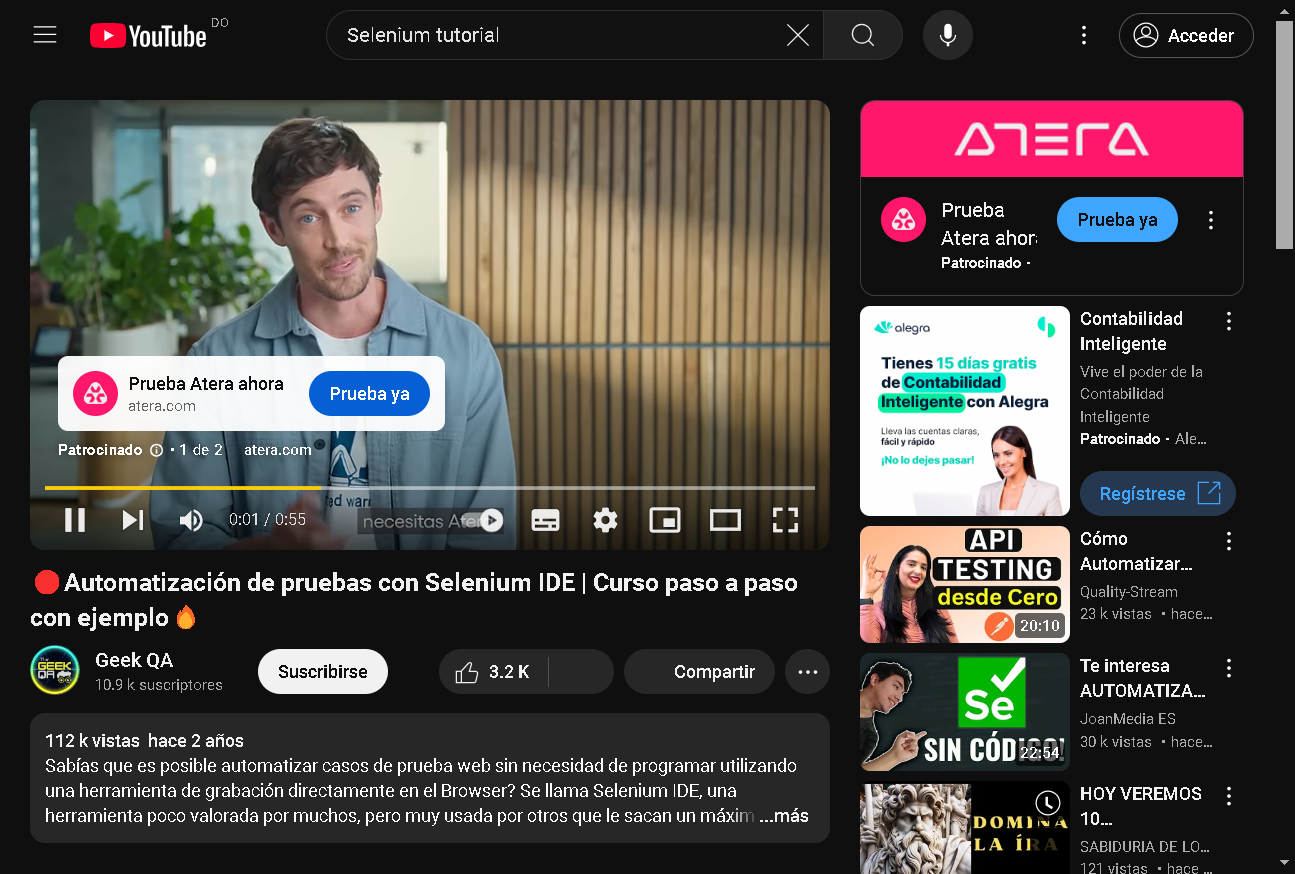 YouTube DO
Selenium tutorial
Acceder
Prueba Atera ahora
atera.com
Prueba ya
Patrocinado · 1 de 2 atera.com
0:01 / 0:55
necesitas Ater
🔴Automatización de pruebas con Selenium IDE | Curso paso a paso
con ejemplo🔥
GEEK
QA
Geek QA
10.9 k suscriptores
Suscribirse
3.2 K
Compartir
112 k vistas hace 2 años
Sabías que es posible automatizar casos de prueba web sin necesidad de programar utilizando
una herramienta de grabación directamente en el Browser? Se llama Selenium IDE, una
herramienta poco valorada por muchos, pero muy usada por otros que le sacan un máxim ...más
ATERA
Prueba
Atera ahora
Patrocinado ·
Prueba ya
alegra
Tienes 15 días gratis
de Contabilidad
Inteligente con Alegra
Lleva las cuentas claras,
fácil y rápido
¡No lo dejes pasar!
Contabilidad
Inteligente
Vive el poder de la
Contabilidad
Inteligente
Patrocinado · Ale...
Regístrese
API
TESTING
desde Cero
20:10
Cómo
Automatizar...
Quality-Stream
23 k vistas • hace...
Se
SIN CÓDIGO!
22:54
Te interesa
AUTOMATIZA...
JoanMedia ES
30 k vistas • hace...
DOMINA
LA ÍRA
HOY VEREMOS
10...
SABIDURIA DE LO...
121 vistas • hace ...